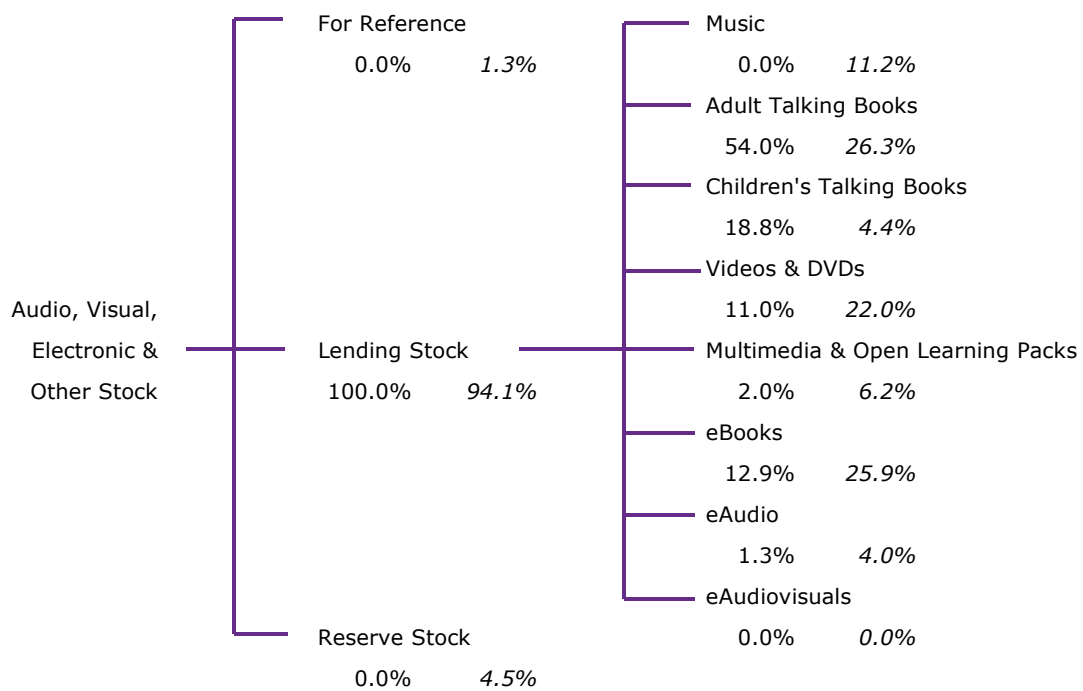 For Reference
0.0% 1.3%
Music
0.0% 11.2%
Adult Talking Books
54.0% 26.3%
Children's Talking Books
18.8% 4.4%
Videos & DVDs
11.0% 22.0%
Audio, Visual,
Electronic &
Other Stock
Lending Stock
100.0% 94.1%
Multimedia & Open Learning Packs
2.0% 6.2%
eBooks
12.9% 25.9%
eAudio
1.3% 4.0%
eAudiovisuals
0.0% 0.0%
Reserve Stock
0.0% 4.5%